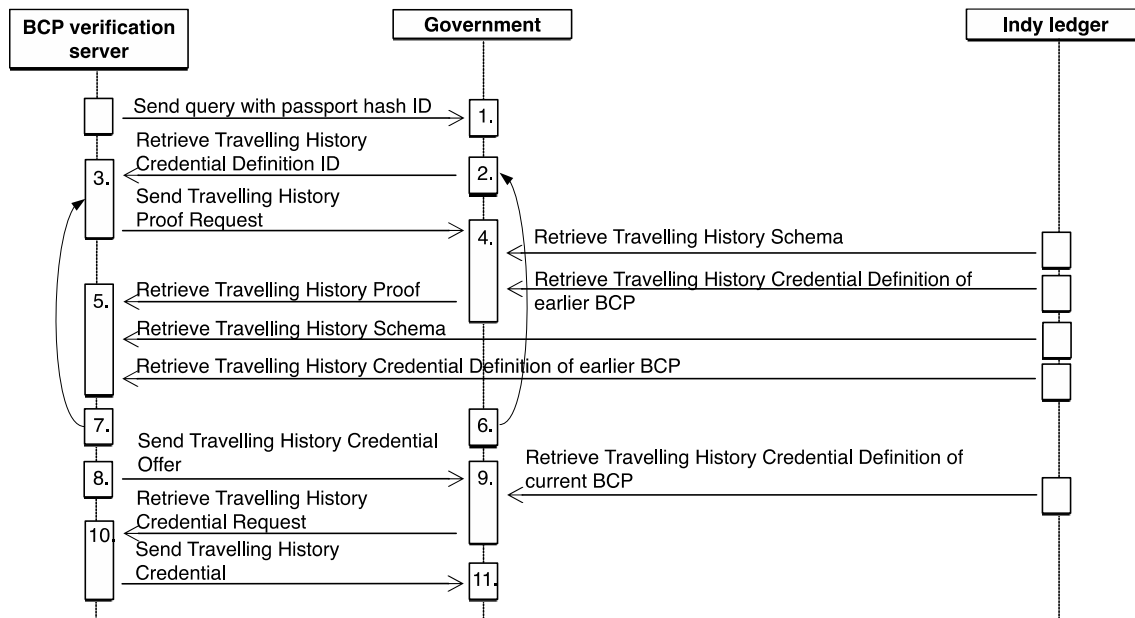 BCP verification
server
Government
Indy ledger
Send query with passport hash ID
1.
Retrieve Travelling History
Credential Definition ID
2.
3.
Send Travelling History
Proof Request
4.
Retrieve Travelling History Schema
Retrieve Travelling History Credential Definition of
earlier BCP
5.
Retrieve Travelling History Proof
Retrieve Travelling History Schema
Retrieve Travelling History Credential Definition of earlier BCP
7.
6.
Send Travelling History Credential
Offer
8.
9.
Retrieve Travelling History Credential Definition of
current BCP
Retrieve Travelling History
Credential Request
10.
Send Travelling History
Credential
11.